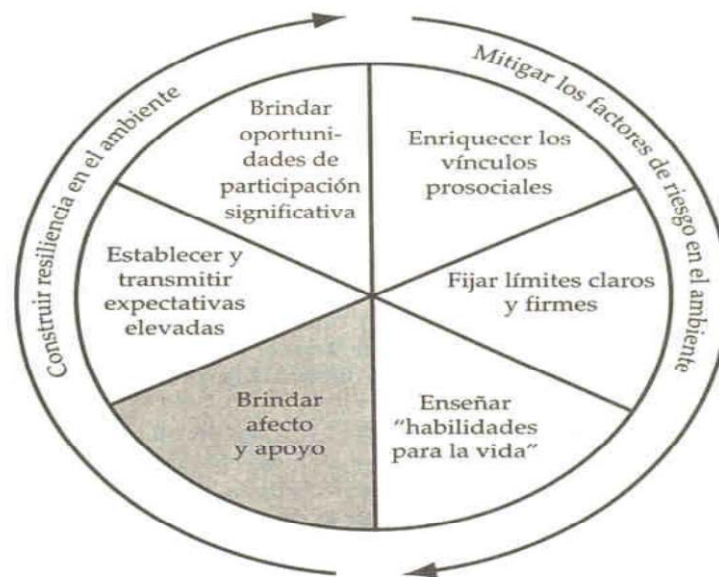 Construir resiliencia en el ambiente
Mitigar los factores de riesgo en el ambiente
Brindar
oportuni-
dades de
participación
significativa
Enriquecer los
vínculos
prosociales
Establecer y
transmitir
expectativas
elevadas
Fijar límites claros
y firmes
Brindar
afecto
y apoyo
Enseñar
"habilidades
para la vida"